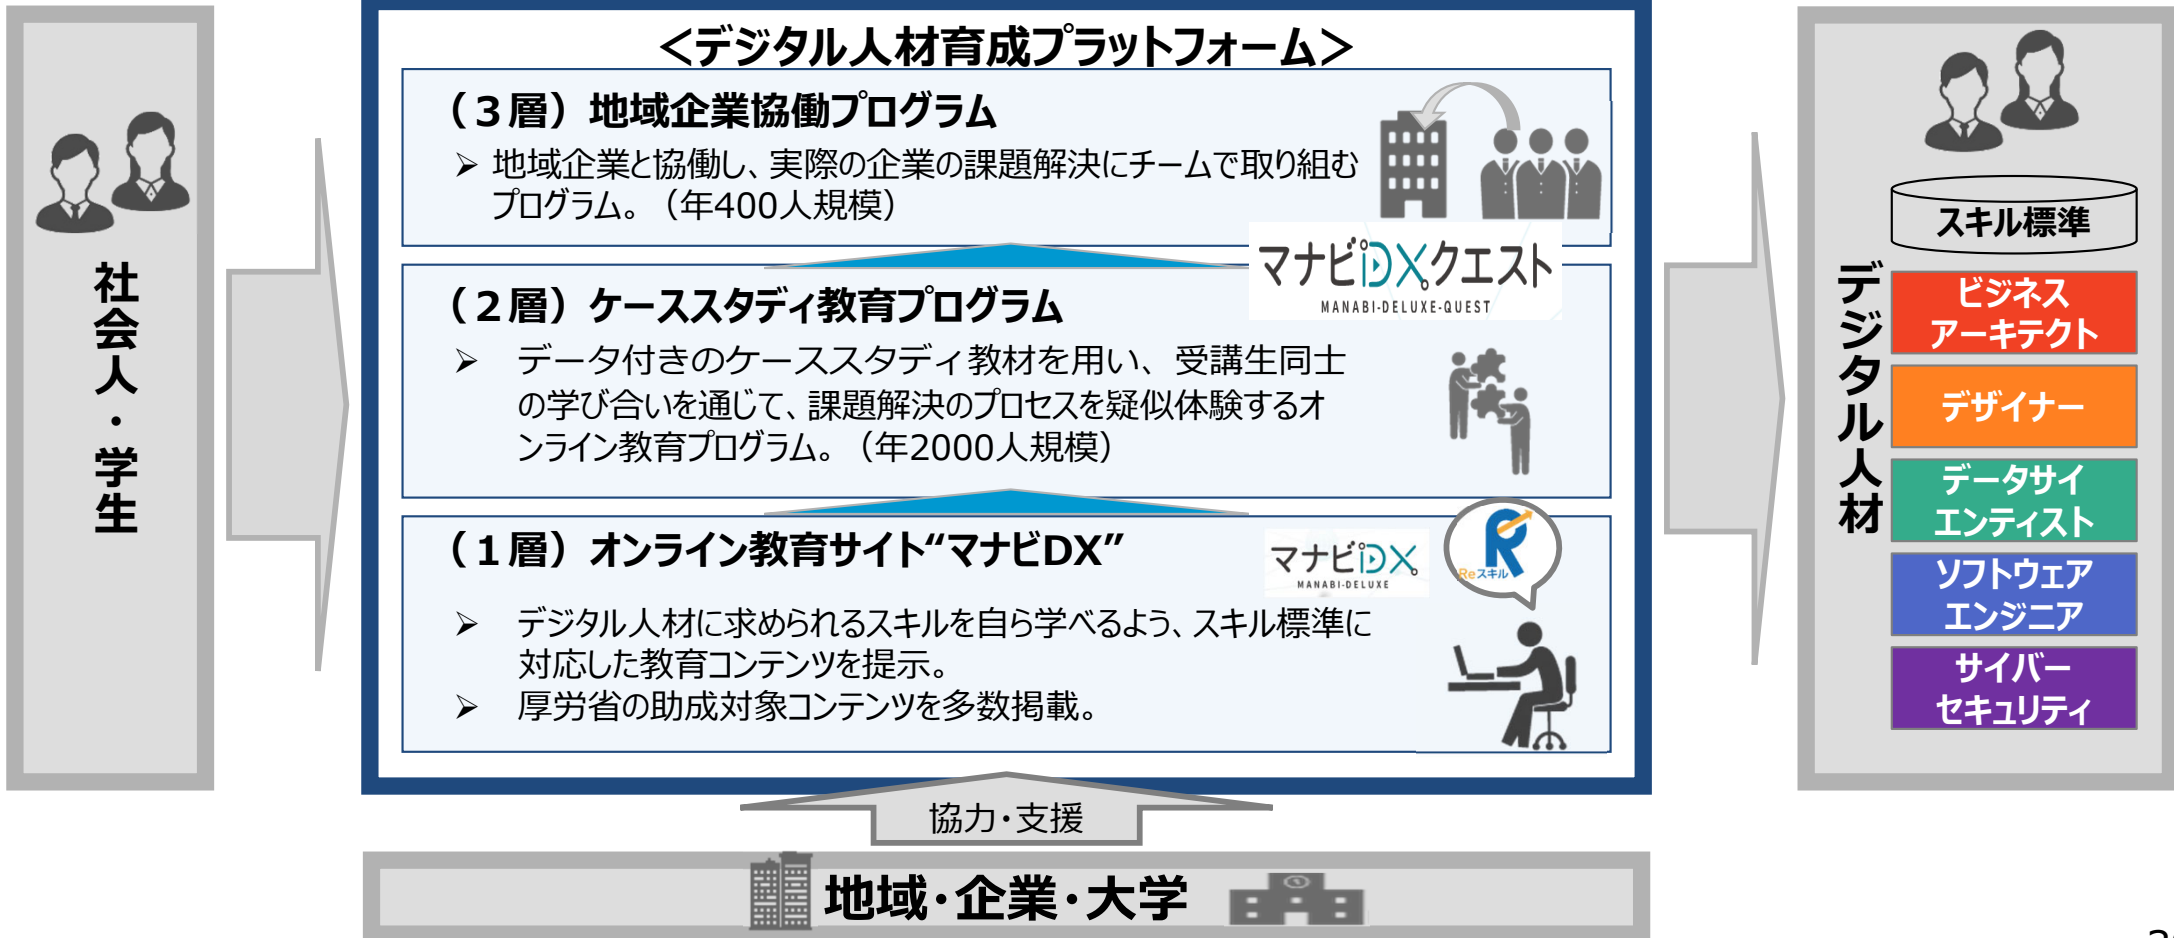 社会人・学生
＜デジタル人材育成プラットフォーム＞
（３層）地域企業協働プログラム
➢ 地域企業と協働し、実際の企業の課題解決にチームで取り組む
プログラム。（年400人規模）
マナビDXクエスト
MANABI-DELUXE-QUEST
（２層）ケーススタディ教育プログラム
➢ データ付きのケーススタディ教材を用い、受講生同士
の学び合いを通じて、課題解決のプロセスを疑似体験するオ
ンライン教育プログラム。（年2000人規模）
（１層）オンライン教育サイト“マナビDX”
マナビDX
MANABI-DELUXE
Reスキル
➢ デジタル人材に求められるスキルを自ら学べるよう、スキル標準に
対応した教育コンテンツを提示。
➢ 厚労省の助成対象コンテンツを多数掲載。
協力・支援
地域・企業・大学
デジタル人材
スキル標準
ビジネス
アーキテクト
デザイナー
データサイ
エンティスト
ソフトウェア
エンジニア
サイバー
セキュリティ